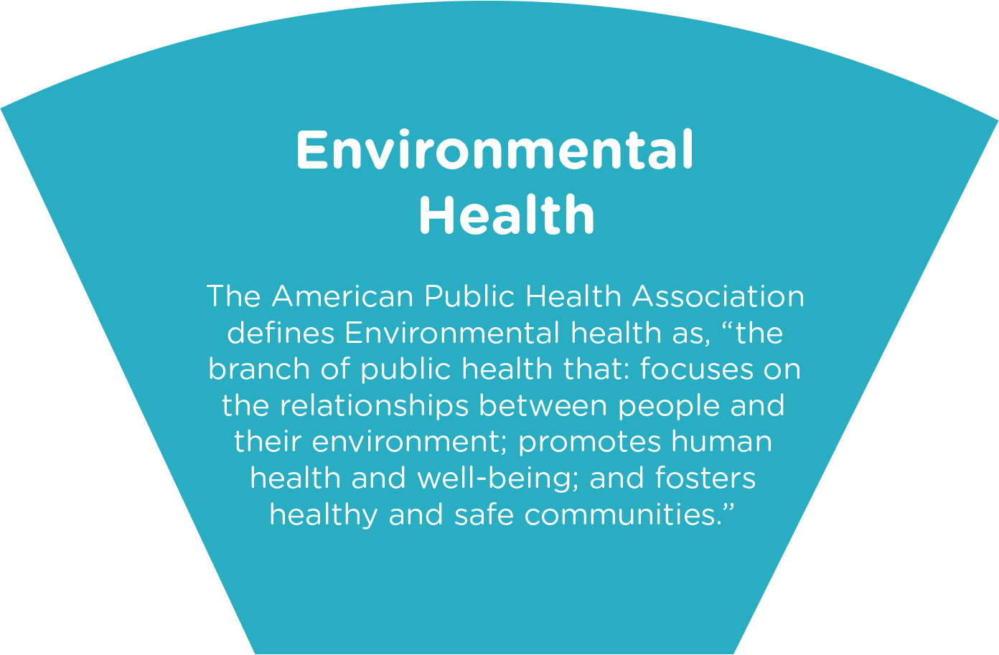 Environmental
Health
The American Public Health Association
defines Environmental health as, “the
branch of public health that: focuses on
the relationships between people and
their environment; promotes human
health and well-being; and fosters
healthy and safe communities.”